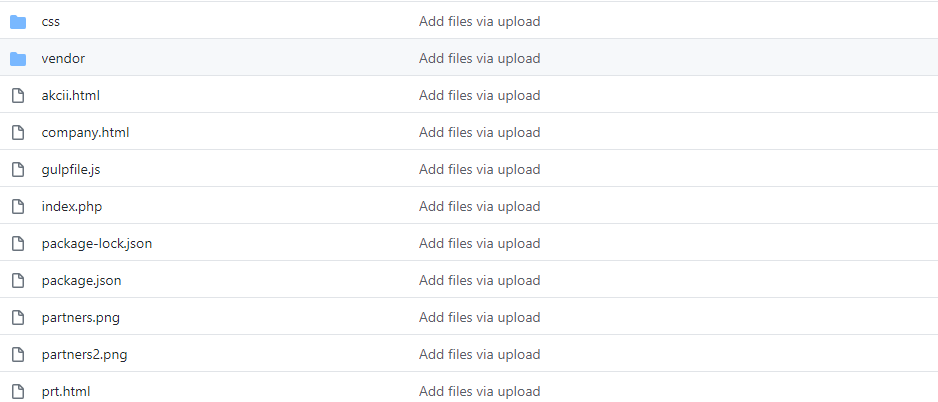 css Add files via upload
vendor Add files via upload
akcii.html Add files via upload
company.html Add files via upload
gulpfile.js Add files via upload
index.php Add files via upload
package-lock.json Add files via upload
package.json Add files via upload
partners.png Add files via upload
partners2.png Add files via upload
prt.html Add files via upload